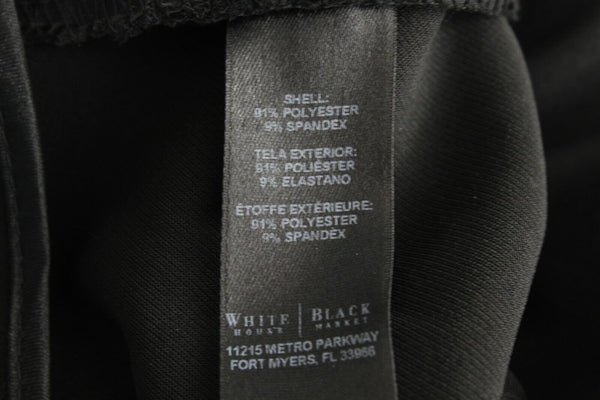 SHELL:
91% POLYESTER
9% SPANDEX
TELA EXTERIOR:
91% POLIÉSTER
9% ELASTANO
ÉTOFFE EXTÉRIEURE:
91% POLYESTER
9% SPANDEX
WHITE | BLACK
HOUSE | MARKET
11215 METRO PARKWAY
FORT MYERS, FL 33966